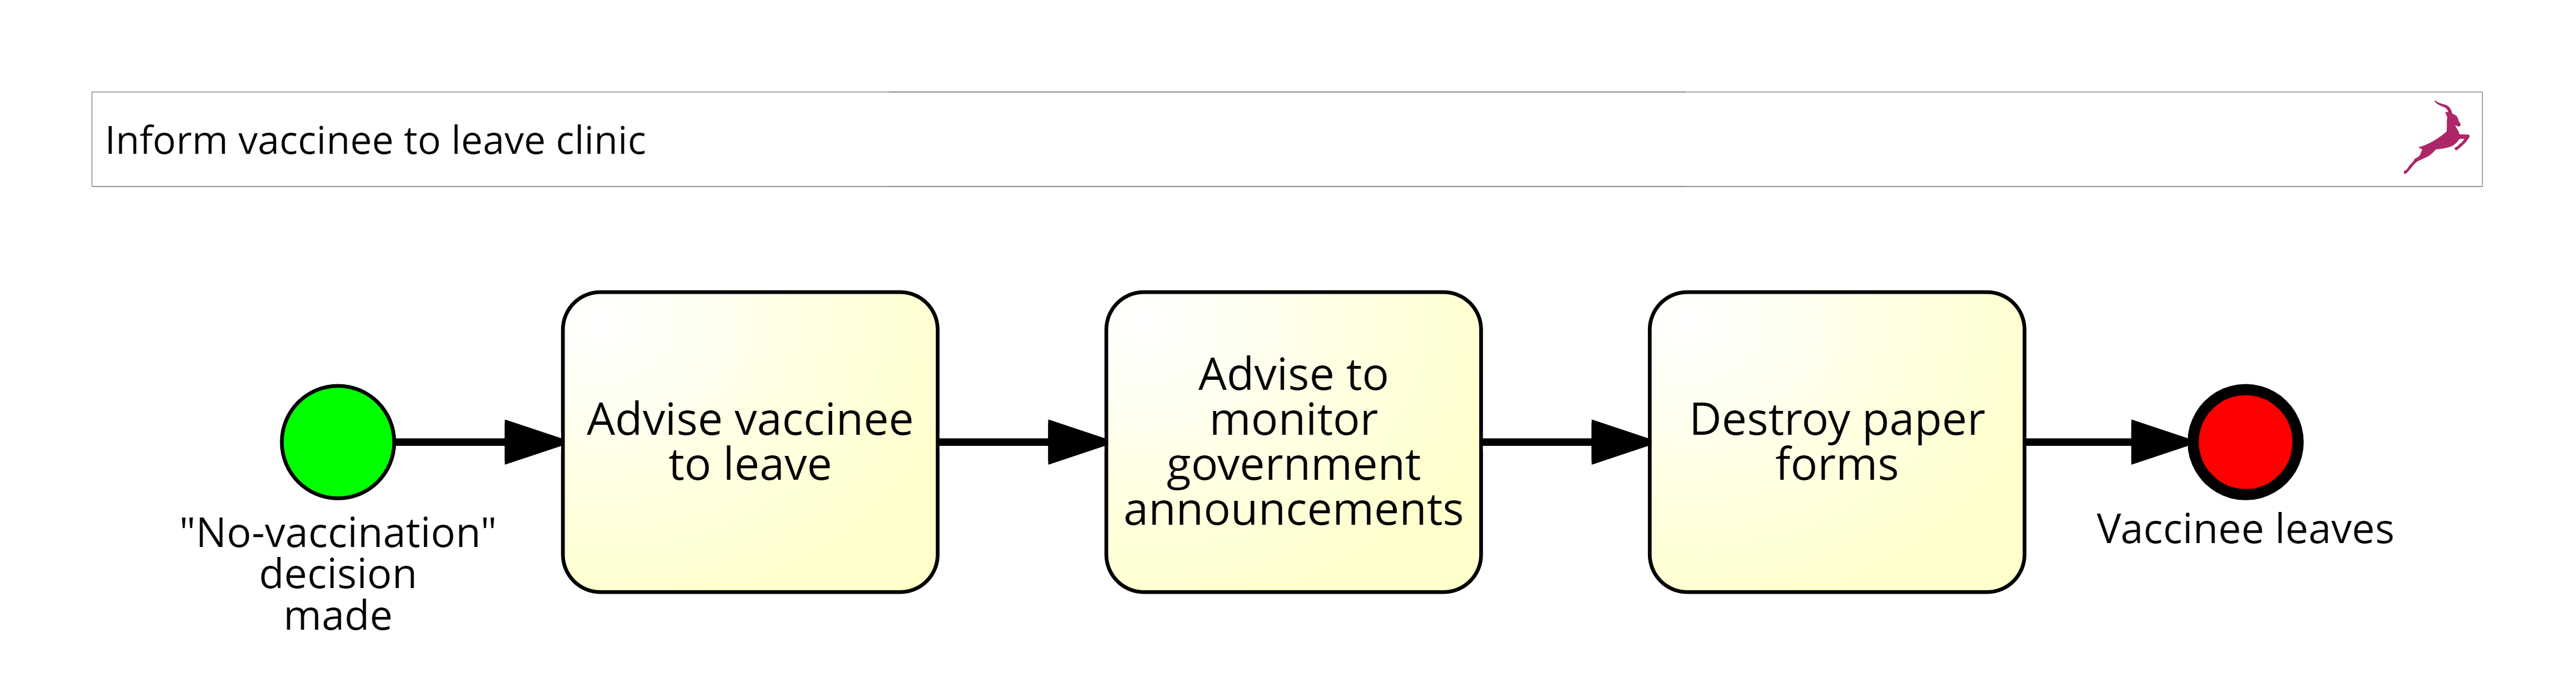 Inform vaccinee to leave clinic
"No-vaccination"
decision
made
Advise vaccinee
to leave
Advise to
monitor
government
announcements
Destroy paper
forms
Vaccinee leaves